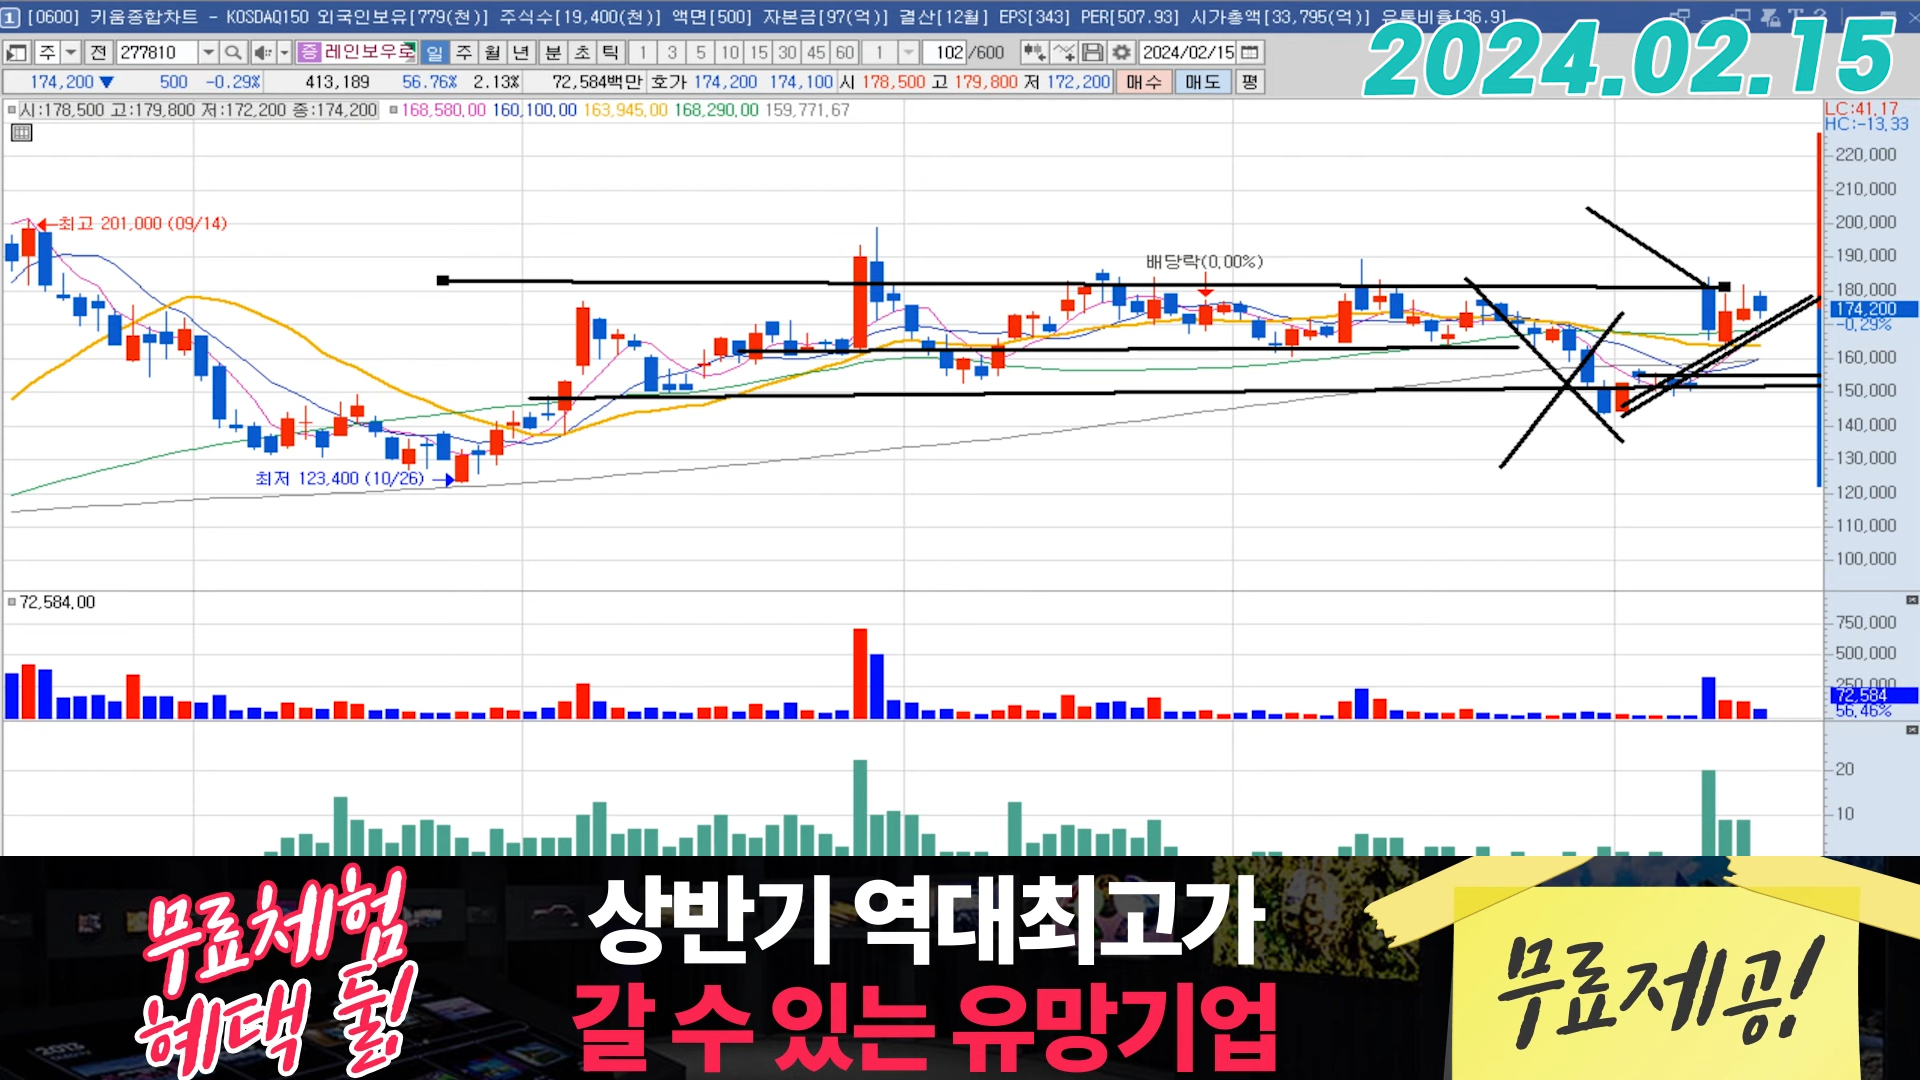 1 [0600] 키움종합차트 - KOSDAQ150 외국인보유[779(천)] 주식수[19,400(천)] 액면[500] 자본금[97(억)] 결산[12월] EPS[343] PER[507.93] 시가총액[33,795(억)] 유통비율[36.9]
2024.02.15
주 전 277810 증 레인보우로 일 주 월 년 분 초 틱 1 3 5 10 15 30 45 60 1 102 /600 2024/02/15
174,200 ▼ 500 -0.29% 413,189 56.76% 2.13% 72,584백만 호가 174,200 174,100 시 178,500 고 179,800 저 172,200 매수 매도 평
시:178,500 고:179,800 저:172,200 종:174,200 168,580.00 160,100.00 163,945.00 168,290.00 159,771.67
LC:41.17
HC:-13.33
220,000
210,000
최고 201,000 (09/14)
200,000
190,000
배당락(0.00%)
180,000
174,200
-0.29%
160,000
150,000
140,000
130,000
최저 123,400 (10/26)
120,000
110,000
100,000
72,584.00
750,000
500,000
250,000
72,584
56.46%
20
10
무료체험
혜택 둘!
상반기 역대최고가
갈 수 있는 유망기업
무료제공!